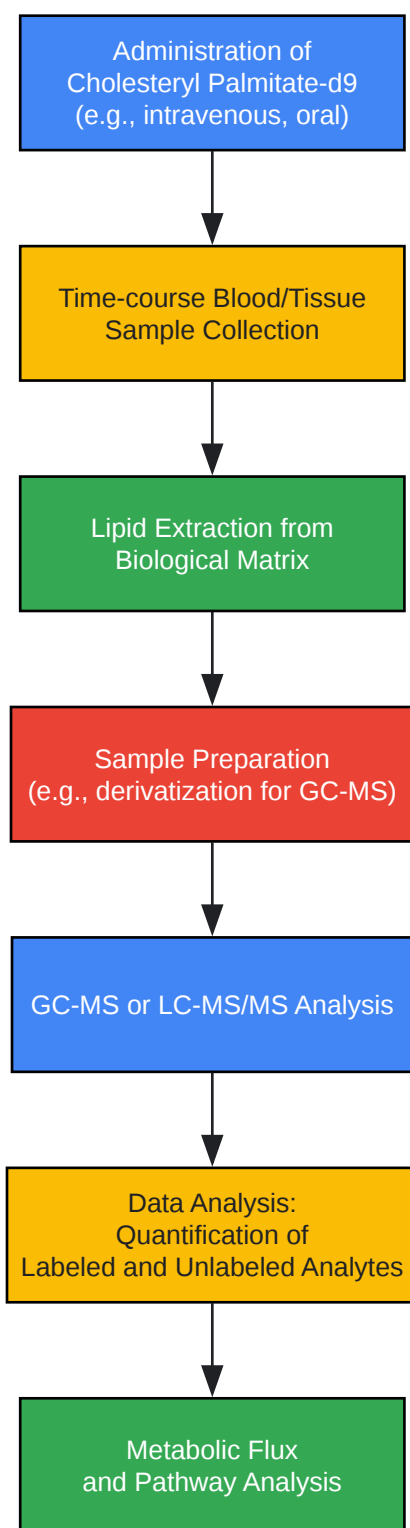 Administration of
Cholesteryl Palmitate-d9
(e.g., intravenous, oral)
Time-course Blood/Tissue
Sample Collection
Lipid Extraction from
Biological Matrix
Sample Preparation
(e.g., derivatization for GC-MS)
GC-MS or LC-MS/MS Analysis
Data Analysis:
Quantification of
Labeled and Unlabeled Analytes
Metabolic Flux
and Pathway Analysis